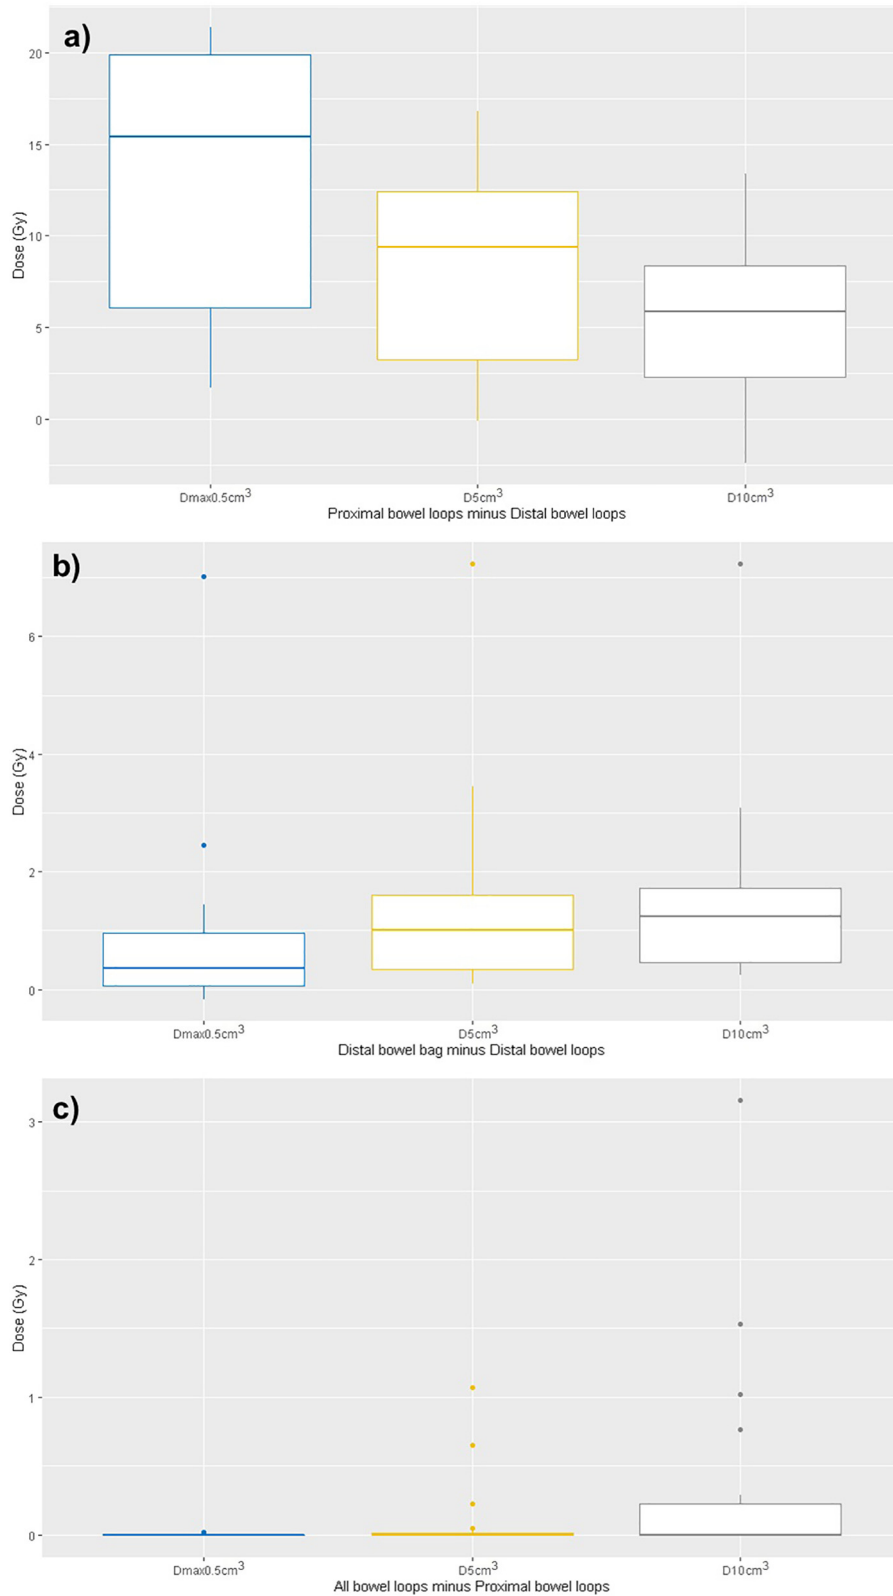 a)
20
15
10
5
0
Dose (Gy)
Dmax0.5cm³ D5cm³ D10cm³
Proximal bowel loops minus Distal bowel loops
b)
6
4
2
0
Dose (Gy)
Dmax0.5cm³ D5cm³ D10cm³
Distal bowel bag minus Distal bowel loops
c)
3
2
1
0
Dose (Gy)
Dmax0.5cm³ D5cm³ D10cm³
All bowel loops minus Proximal bowel loops